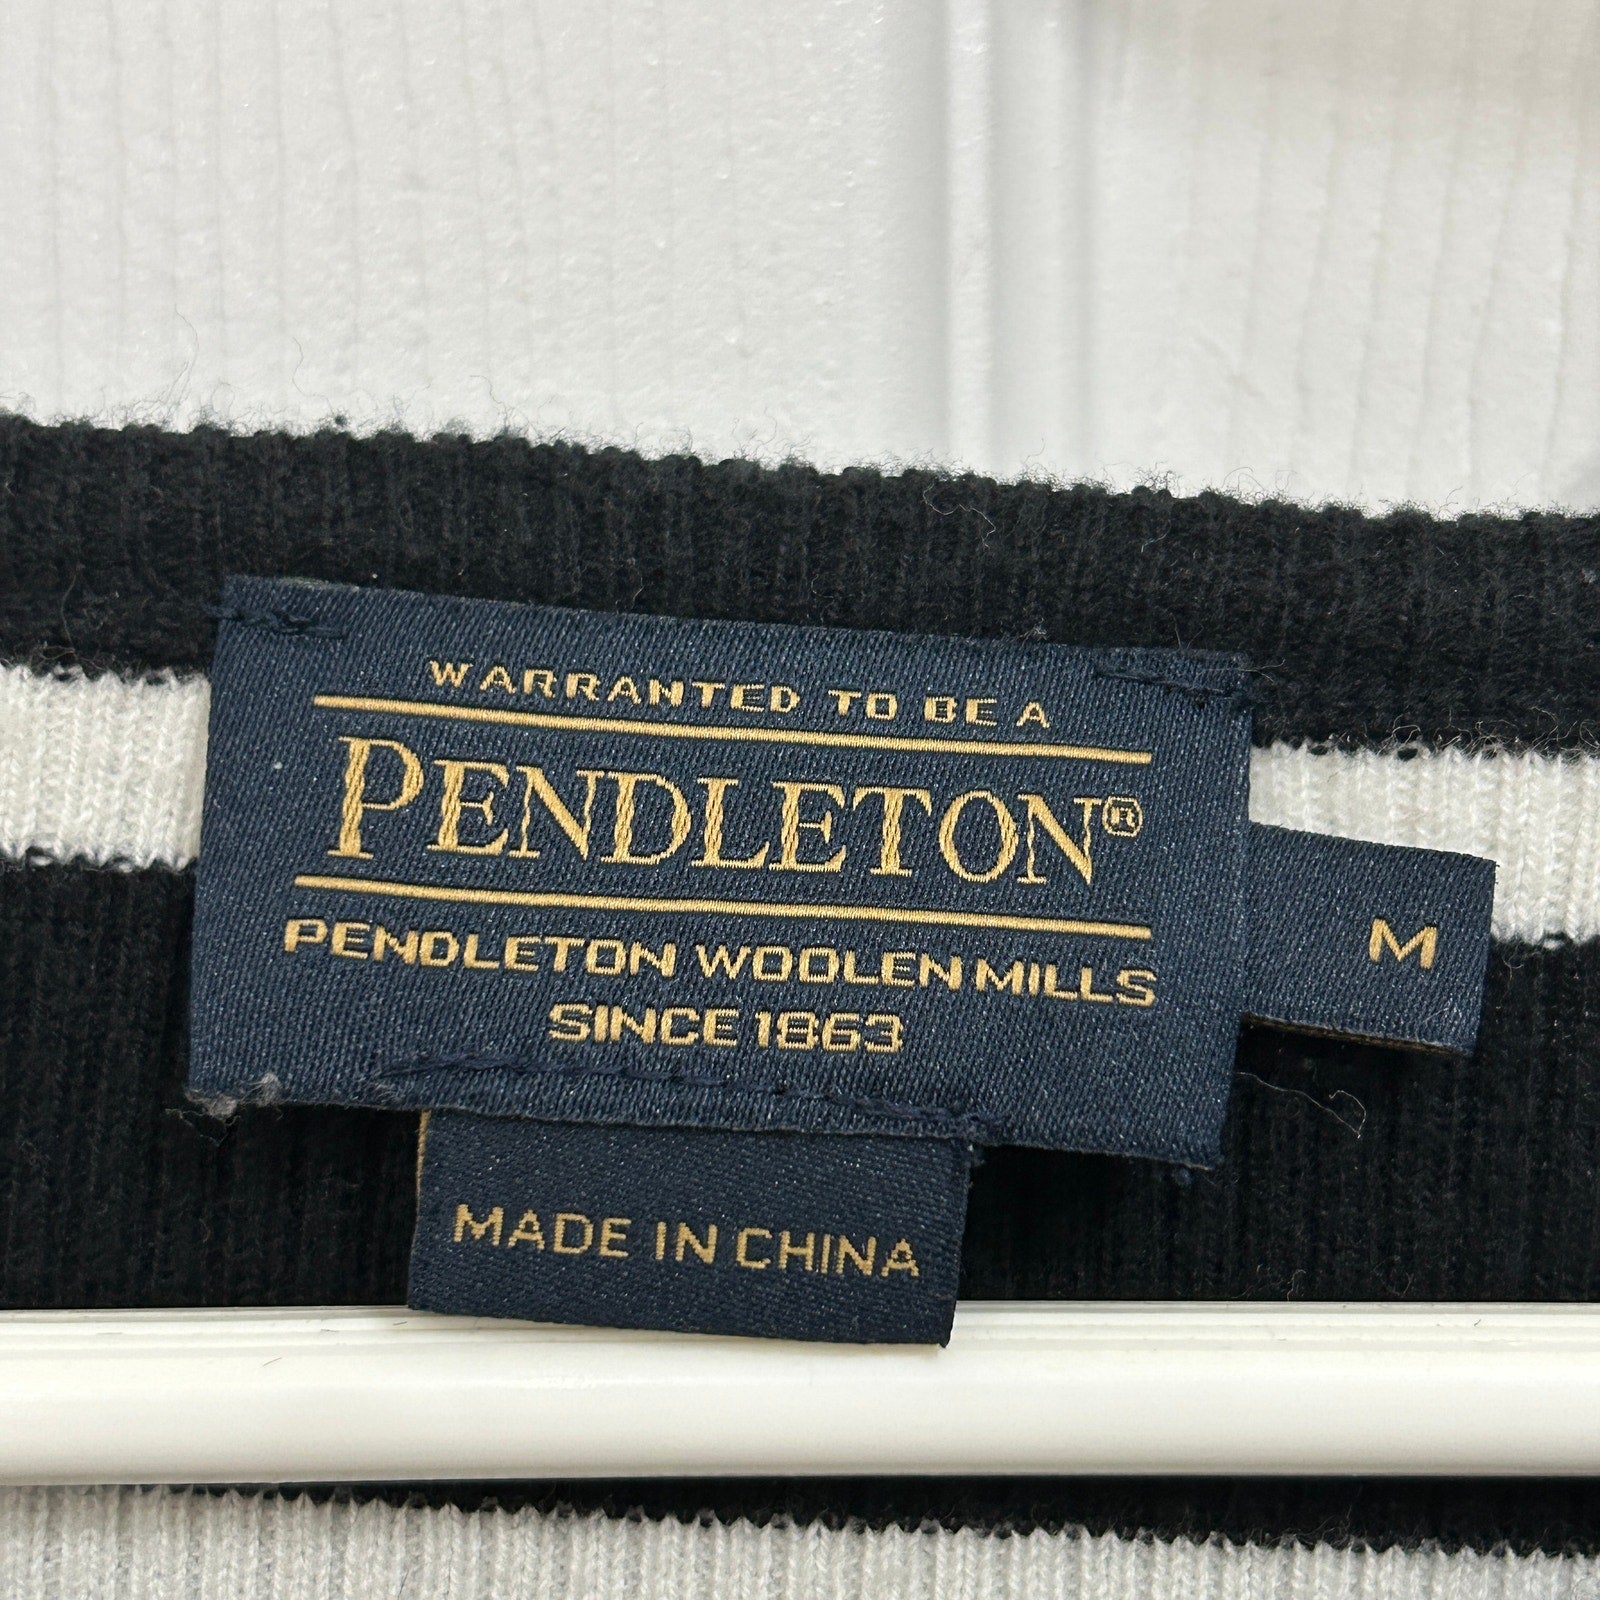 WARRANTED TO BE A
PENDLETON®
PENDLETON WOOLEN MILLS
SINCE 1863
M
MADE IN CHINA